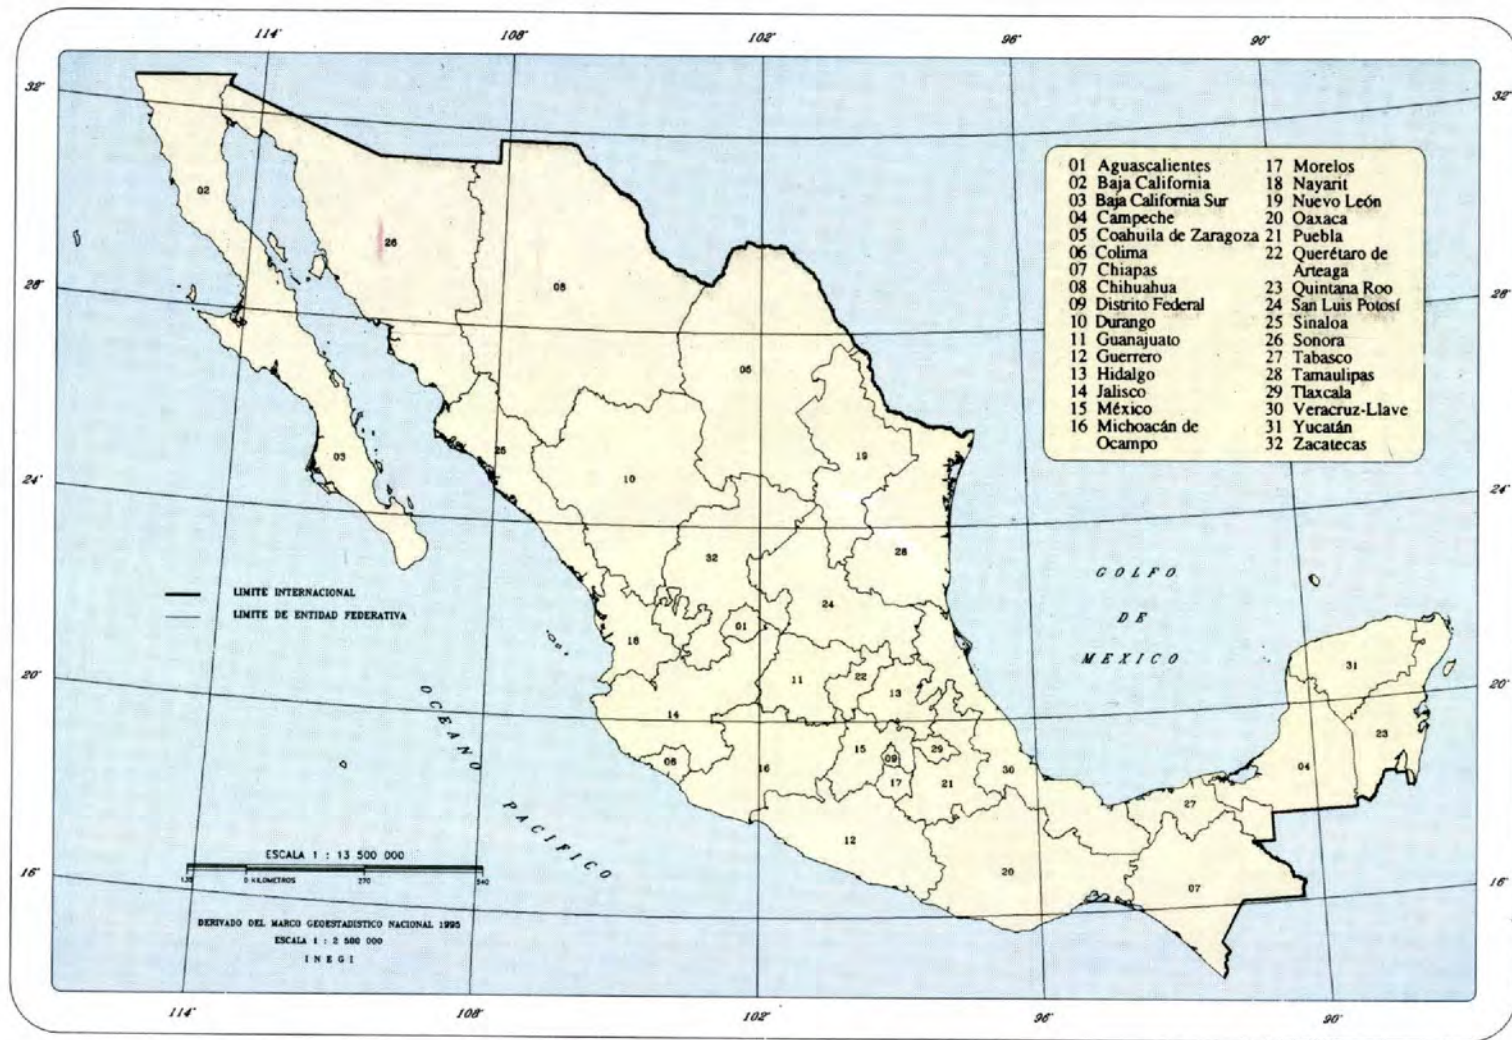 114° 108° 102° 96° 90°
32° 32°
28° 28°
24° 24°
20° 20°
16° 16°
01 Aguascalientes
02 Baja California
03 Baja California Sur
04 Campeche
05 Coahuila de Zaragoza
06 Colima
07 Chiapas
08 Chihuahua
09 Distrito Federal
10 Durango
11 Guanajuato
12 Guerrero
13 Hidalgo
14 Jalisco
15 México
16 Michoacán de
Ocampo
17 Morelos
18 Nayarit
19 Nuevo León
20 Oaxaca
21 Puebla
22 Querétaro de
Arteaga
23 Quintana Roo
24 San Luis Potosí
25 Sinaloa
26 Sonora
27 Tabasco
28 Tamaulipas
29 Tlaxcala
30 Veracruz-Llave
31 Yucatán
32 Zacatecas
02
26
08
05
03
25
10
19
32
28
24
01
18
11
22
13
14
31
23
06
16
15
09
29
17
21
30
04
27
12
20
07
GOLFO
DE
MEXICO
OCEANO
PACIFICO
LIMITE INTERNACIONAL
LIMITE DE ENTIDAD FEDERATIVA
ESCALA 1 : 13 500 000
135 0 KILOMETROS 270 540
DERIVADO DEL MARCO GEOESTADISTICO NACIONAL 1995
ESCALA 1 : 2 500 000
INEGI
114° 108° 102° 96° 90°